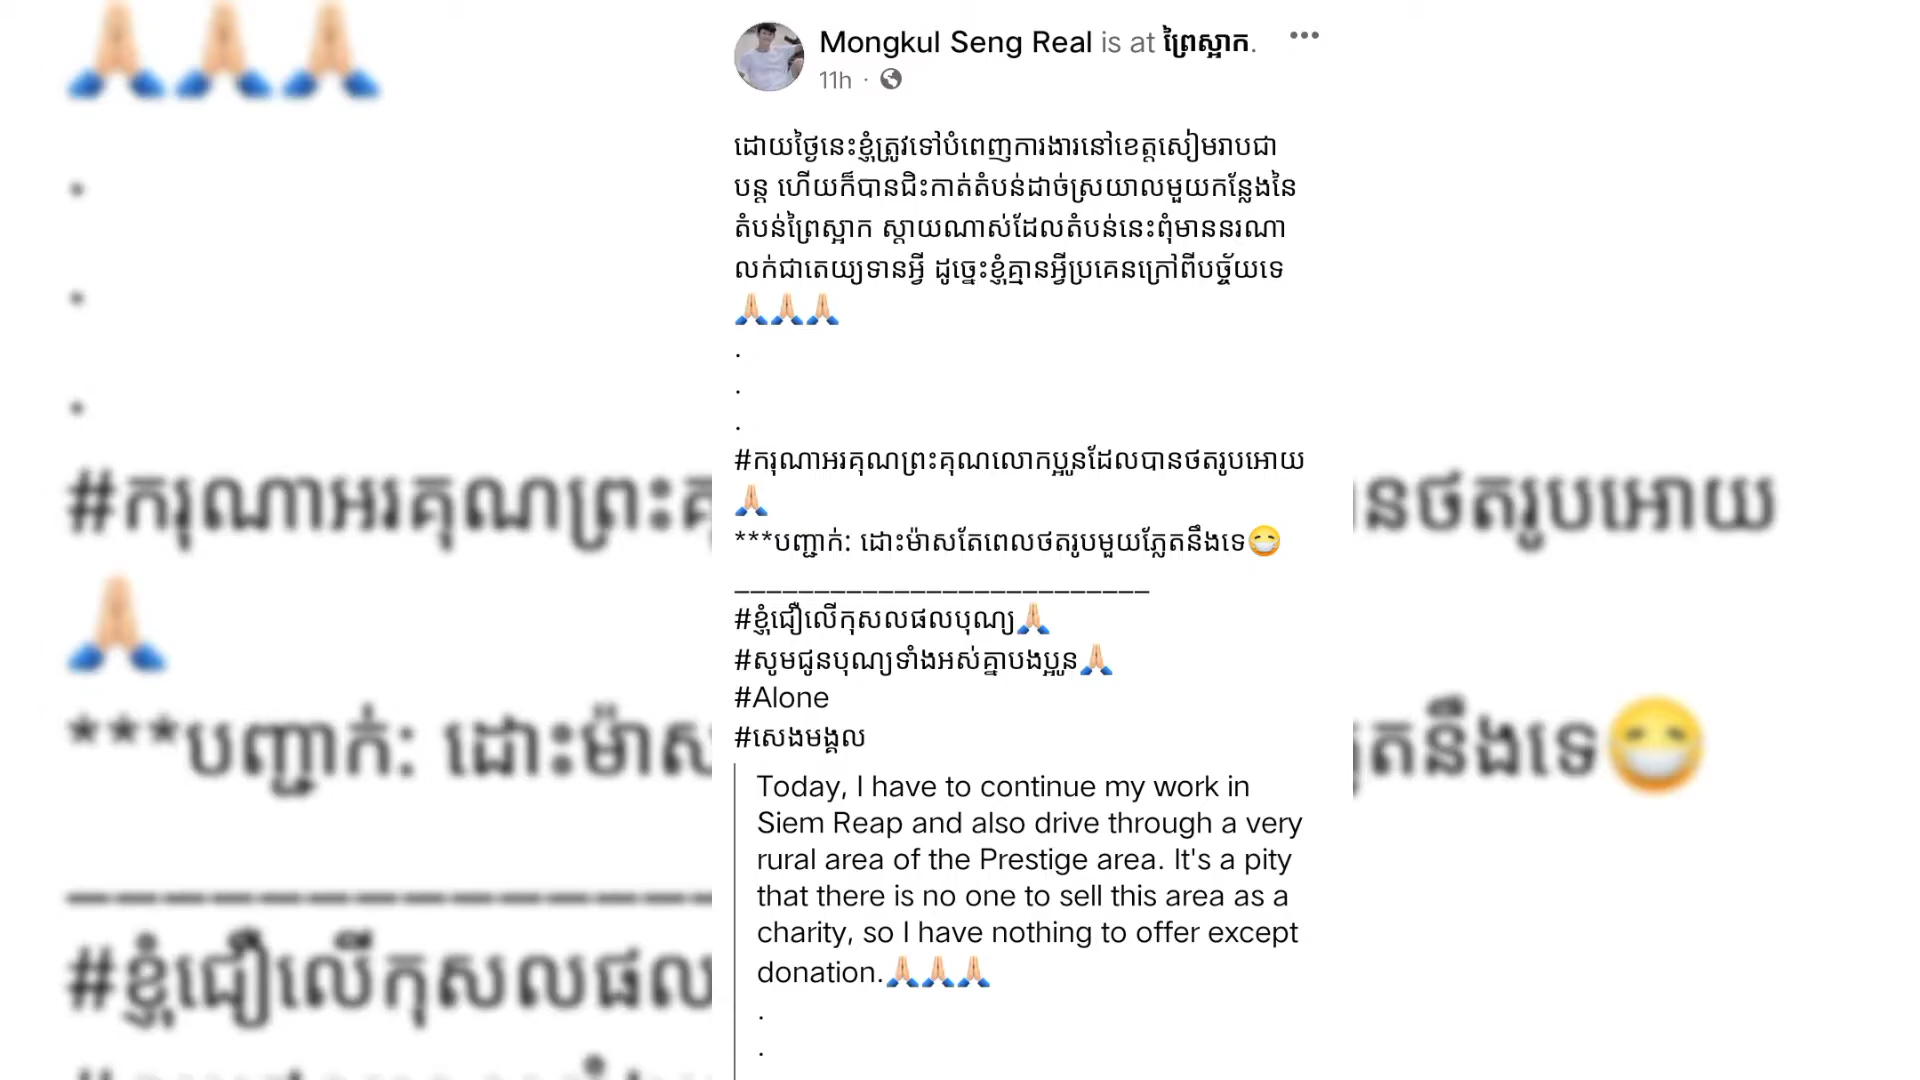 Mongkul Seng Real is at ព្រៃស្អាក.
11h ·
ដោយថ្ងៃនេះខ្ញុំត្រូវទៅបំពេញការងារនៅខេត្តសៀមរាបជា
បន្ត ហើយក៏បានជិះកាត់តំបន់ដាច់ស្រយាលមួយកន្លែងនៃ
តំបន់ព្រៃស្អាក ស្ដាយណាស់ដែលតំបន់នេះពុំមាននរណា
លក់ជាតេយ្យទានអ្វី ដូច្នេះខ្ញុំគ្មានអ្វីប្រគេនក្រៅពីបច្ច័យទេ
🙏🏻🙏🏻🙏🏻
.
.
.
#ករុណាអរគុណព្រះគុណលោកប្អូនដែលបានថតរូបអោយ
🙏🏻
***បញ្ជាក់: ដោះម៉ាសតែពេលថតរូបមួយភ្លែតនឹងទេ😷
__________________________
#ខ្ញុំជឿលើកុសលផលបុណ្យ🙏🏻
#សូមជូនបុណ្យទាំងអស់គ្នាបងប្អូន🙏🏻
#Alone
#សេងមង្គល
Today, I have to continue my work in
Siem Reap and also drive through a very
rural area of the Prestige area. It's a pity
that there is no one to sell this area as a
charity, so I have nothing to offer except
donation.🙏🏻🙏🏻🙏🏻
.
.